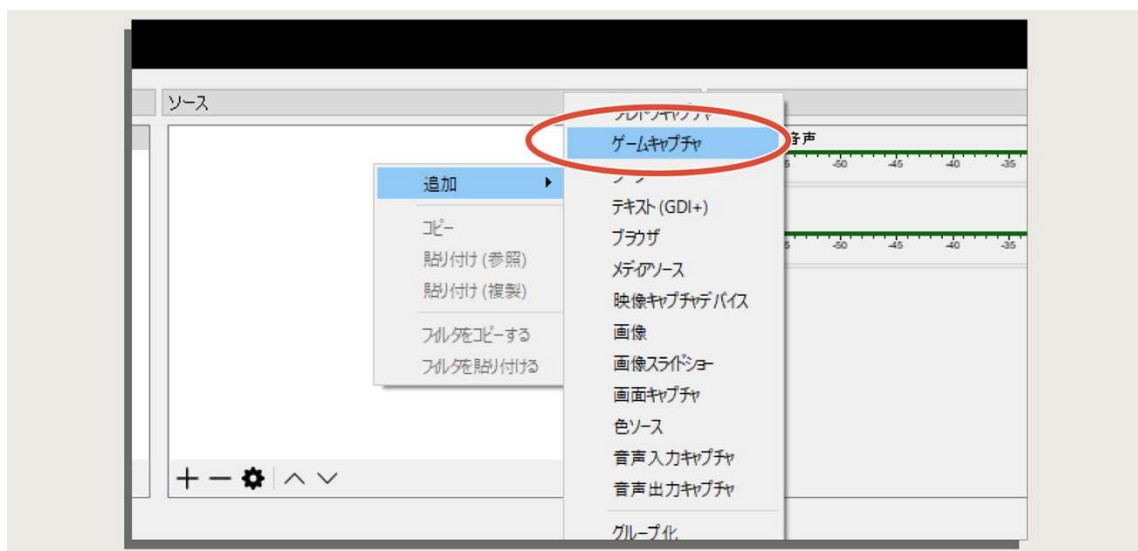 ソース
ゲームキャプチャ
音声
-50 -45 -40 -35
追加
テキスト (GDI+)
コピー
ブラウザ
-50 -45 -40 -35
貼り付け (参照)
メディアソース
貼り付け (複製)
映像キャプチャデバイス
フィルタをコピーする
画像
フィルタを貼り付ける
画像スライドショー
画面キャプチャ
色ソース
音声入力キャプチャ
音声出力キャプチャ
グループ化